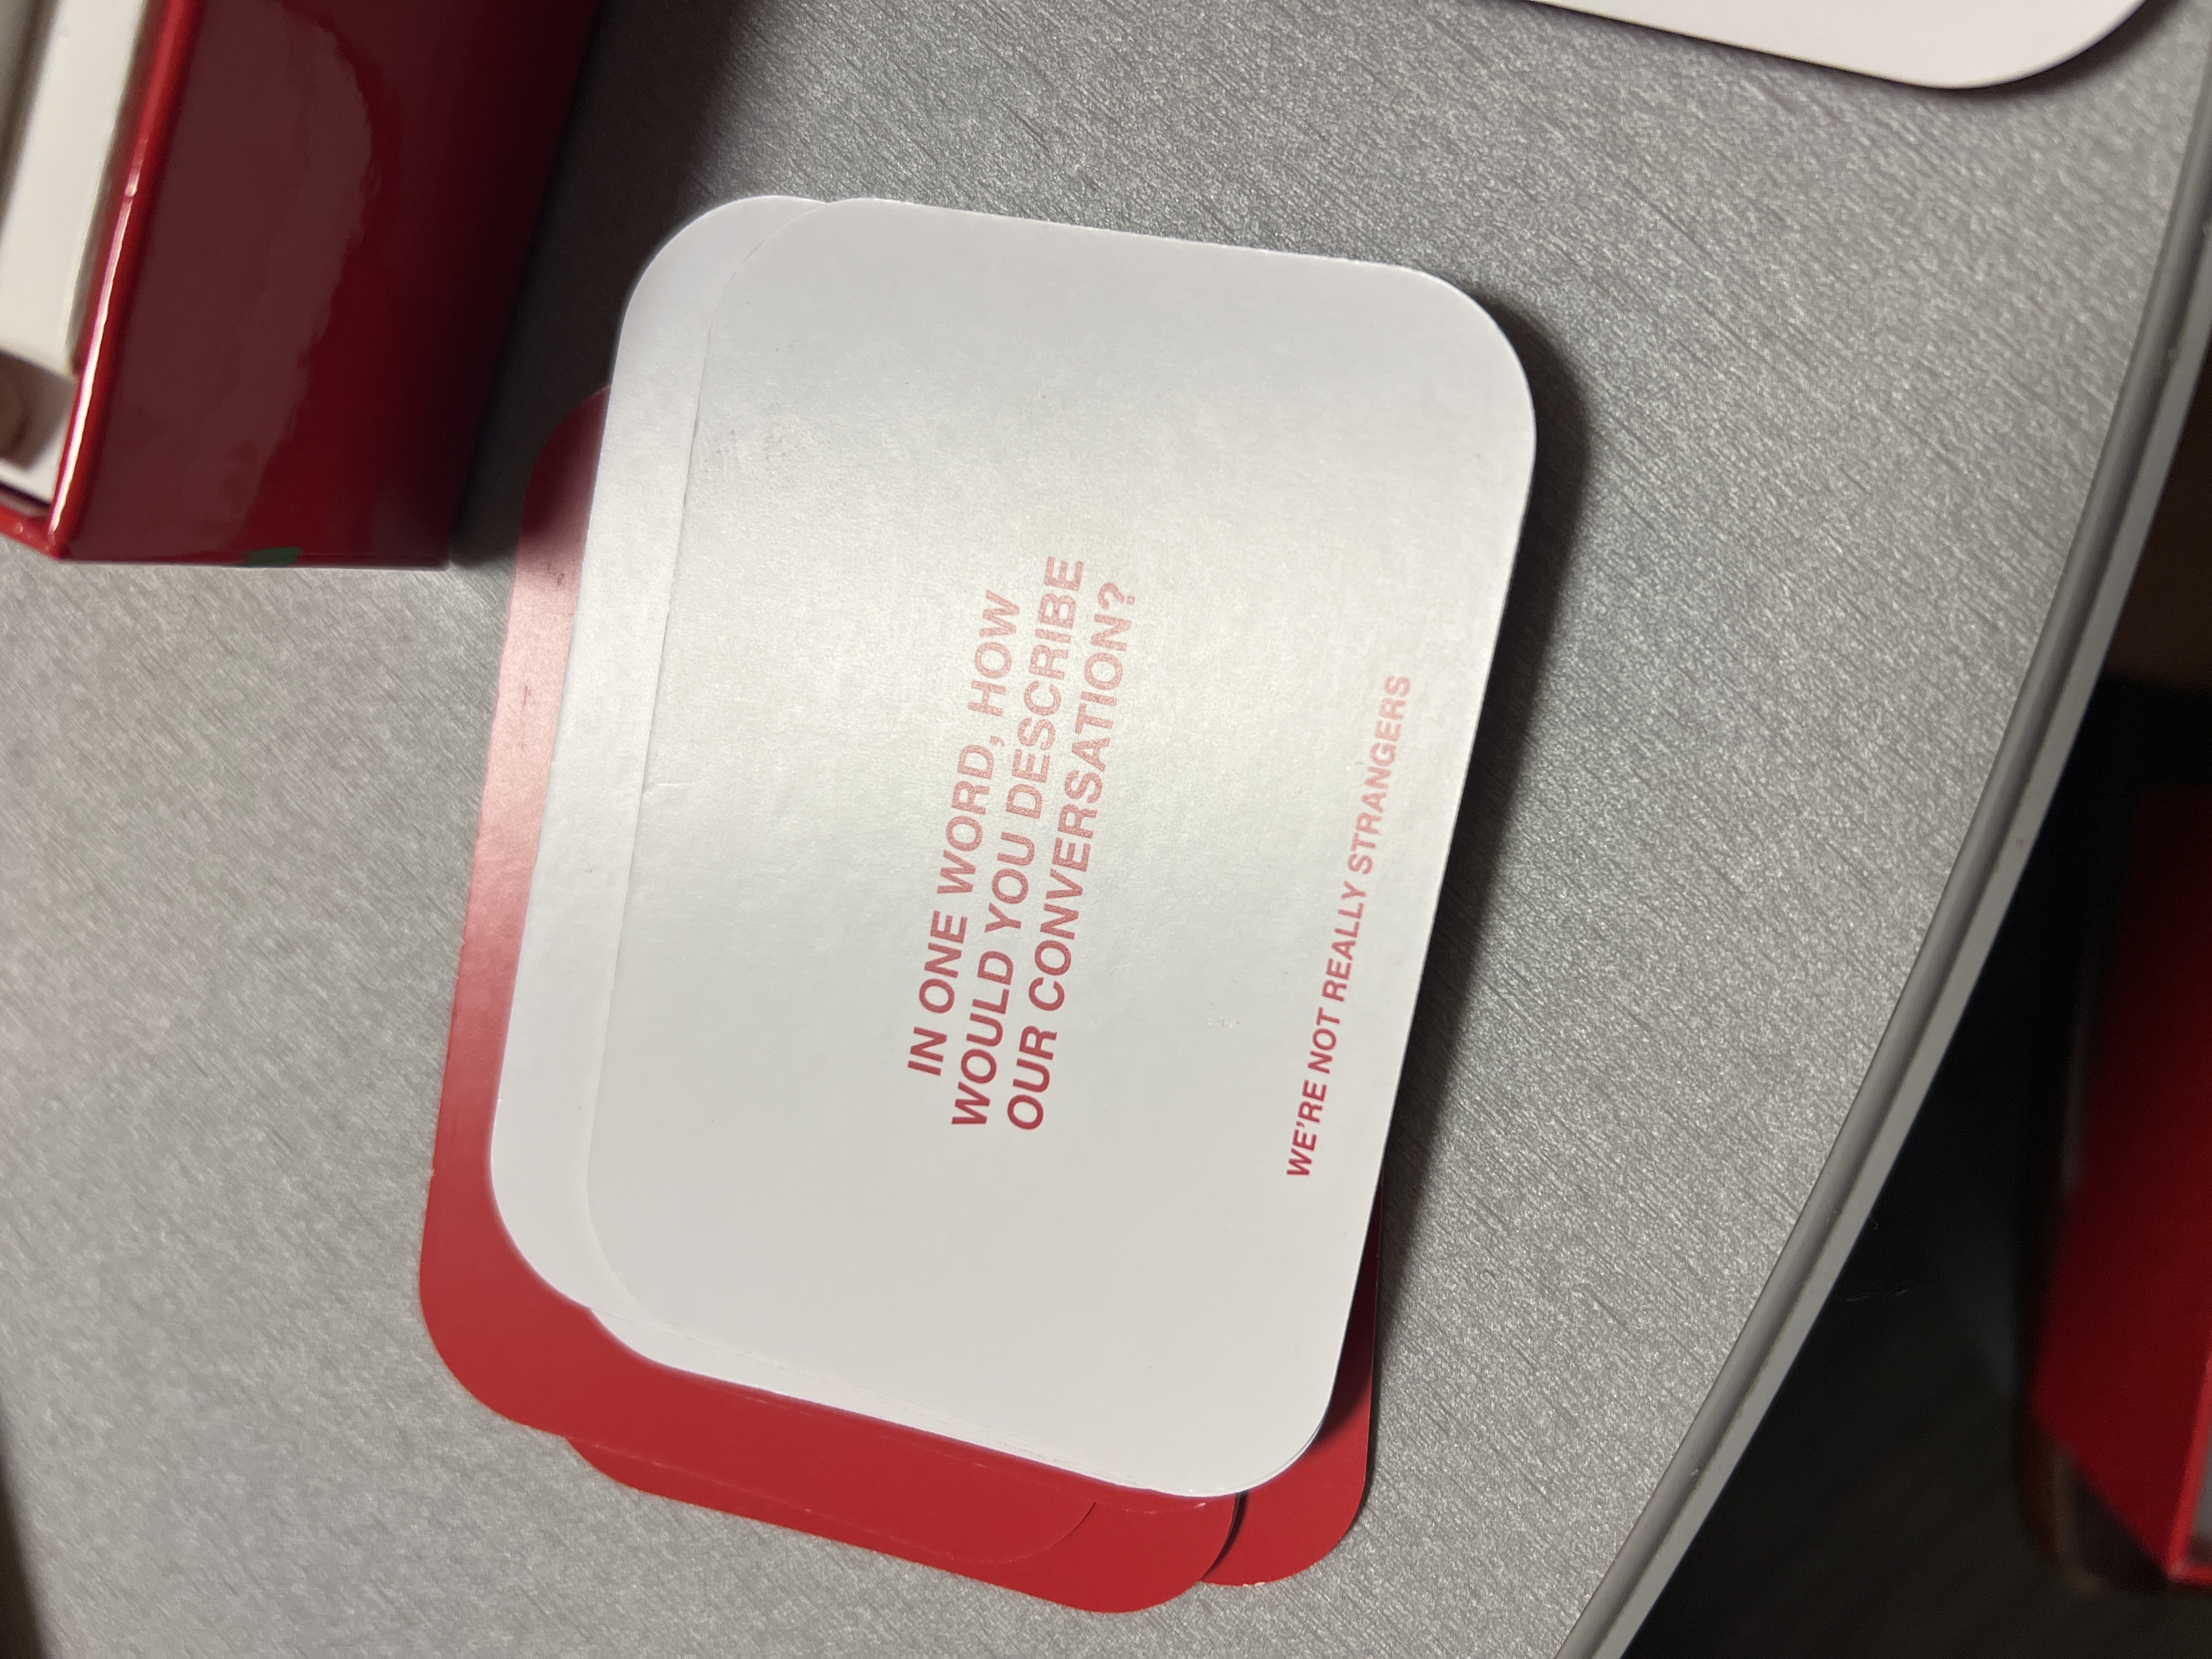 IN ONE WORD, HOW
WOULD YOU DESCRIBE
OUR CONVERSATION?
WE'RE NOT REALLY STRANGERS